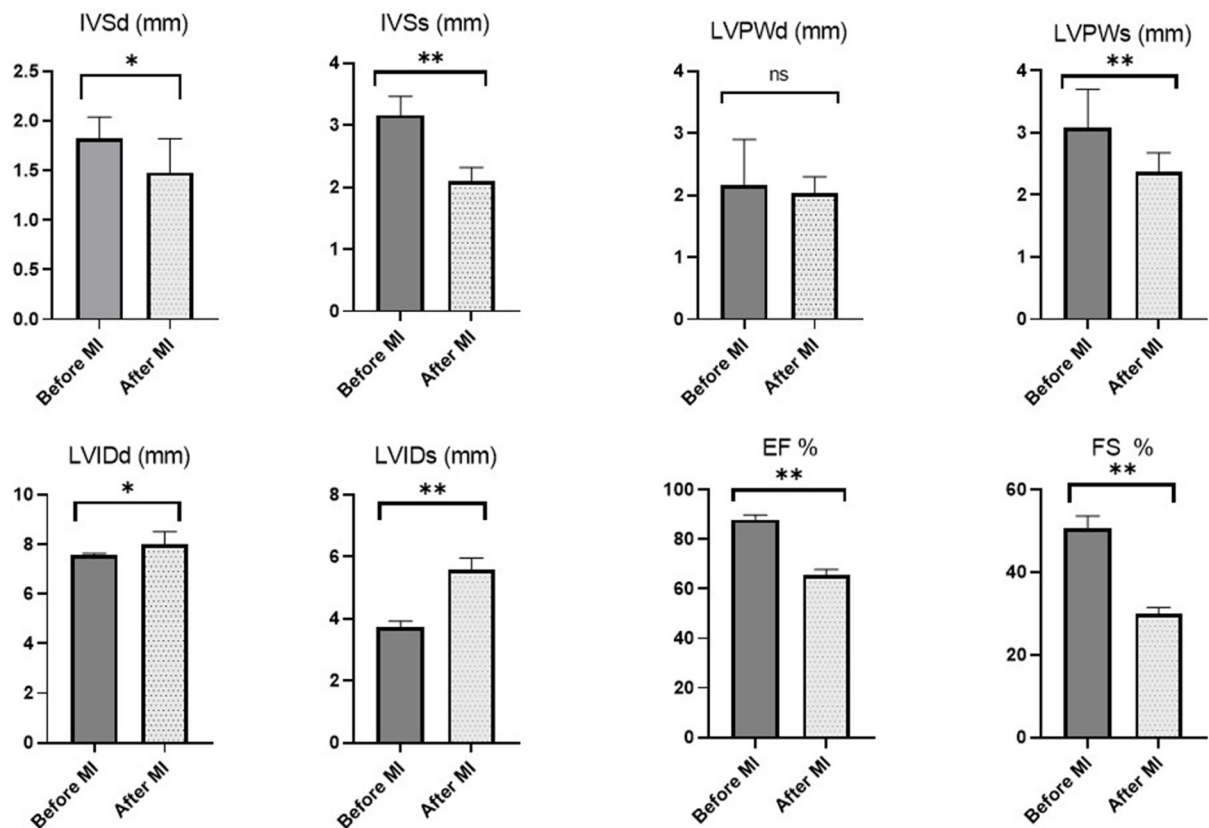 IVSd (mm)
*
2.5
2.0
1.5
1.0
0.5
0.0
Before MI
After MI
IVSs (mm)
**
4
3
2
1
0
Before MI
After MI
LVPWd (mm)
ns
4
3
2
1
0
Before MI
After MI
LVPWs (mm)
**
4
3
2
1
0
Before MI
After MI
LVIDd (mm)
*
10
8
6
4
2
0
Before MI
After MI
LVIDs (mm)
**
8
6
4
2
0
Before MI
After MI
EF %
**
100
80
60
40
20
0
Before MI
After MI
FS %
**
60
40
20
0
Before MI
After MI